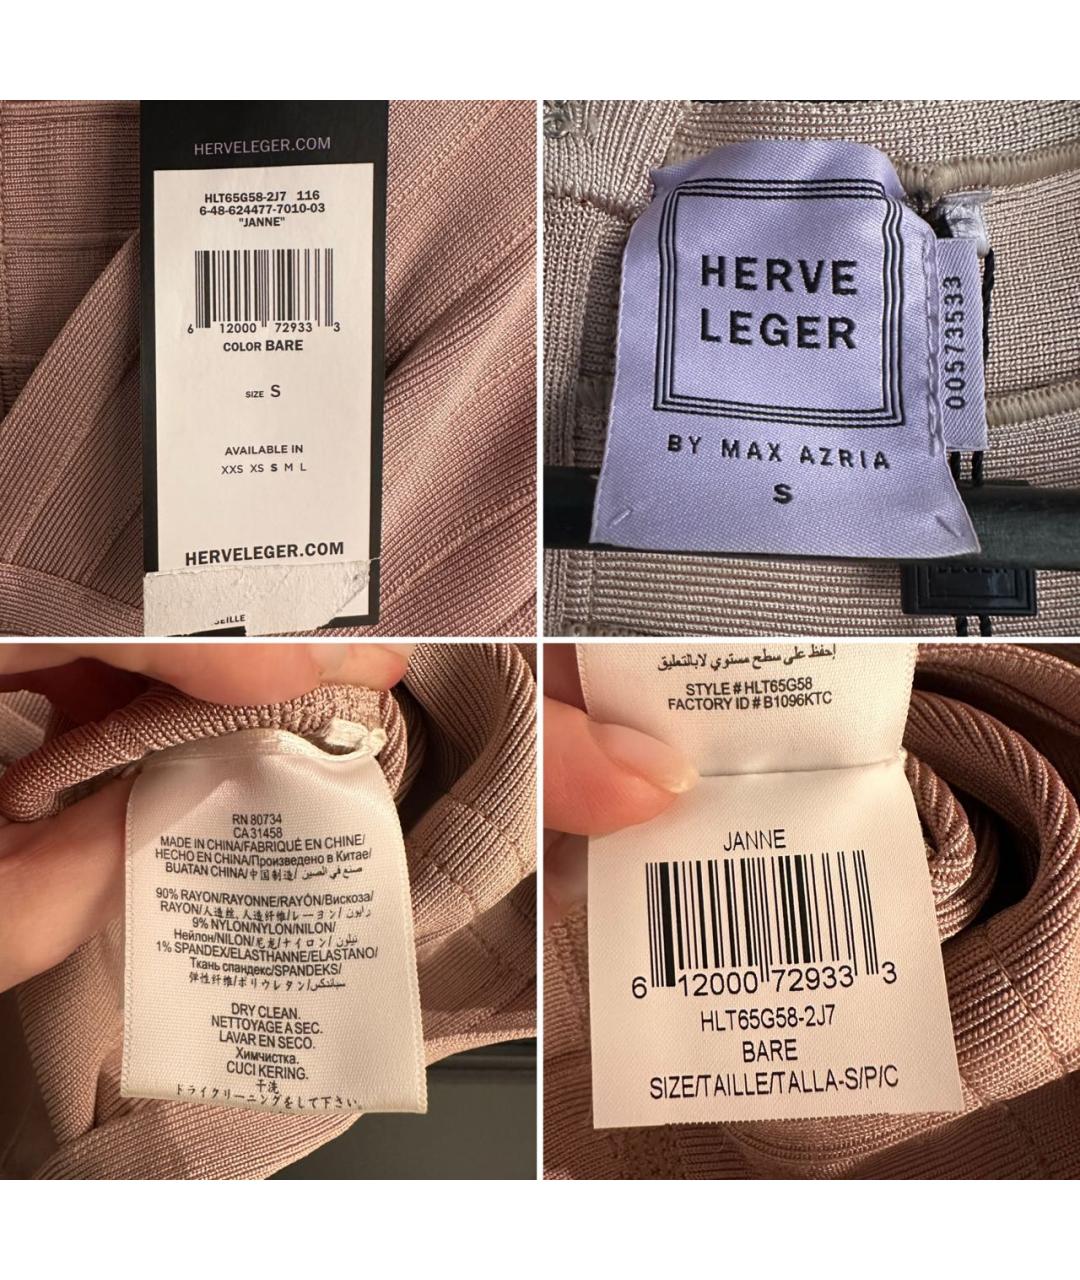 HERVELEGER.COM
HLT65G58-2J7 116
6-48-624477-7010-03
"JANNE"
6 12000 72933 3
COLOR BARE
SIZE S
AVAILABLE IN
XXS XS S M L
HERVELEGER.COM
HERVE
LEGER
BY MAX AZRIA
S
00573533
LEGER
RN 80734
CA 31458
MADE IN CHINA/FABRIQUÉ EN CHINE/
HECHO EN CHINA/Произведено в Китае/
BUATAN CHINA/中国制造/ صنع في الصين
90% RAYON/RAYONNE/RAYÓN/Вискоза/
RAYON/人造丝, 人造纤维/レーヨン/ رايون
9% NYLON/NYLON/NILON/
Нейлон/NILON/尼龙/ナイロン/ نيلون
1% SPANDEX/ELASTHANNE/ELASTANO/
Ткань спандекс/SPANDEKS/
弹性纤维/ポリウレタン/سباندكس
DRY CLEAN.
NETTOYAGE A SEC.
LAVAR EN SECO.
Химчистка.
CUCI KERING.
干洗
ドライクリーニングをして下さい。
إحفظ على سطح مستوي لا بالتعليق
STYLE # HLT65G58
FACTORY ID # B1096KTC
JANNE
6 12000 72933 3
HLT65G58-2J7
BARE
SIZE/TAILLE/TALLA-S/P/C